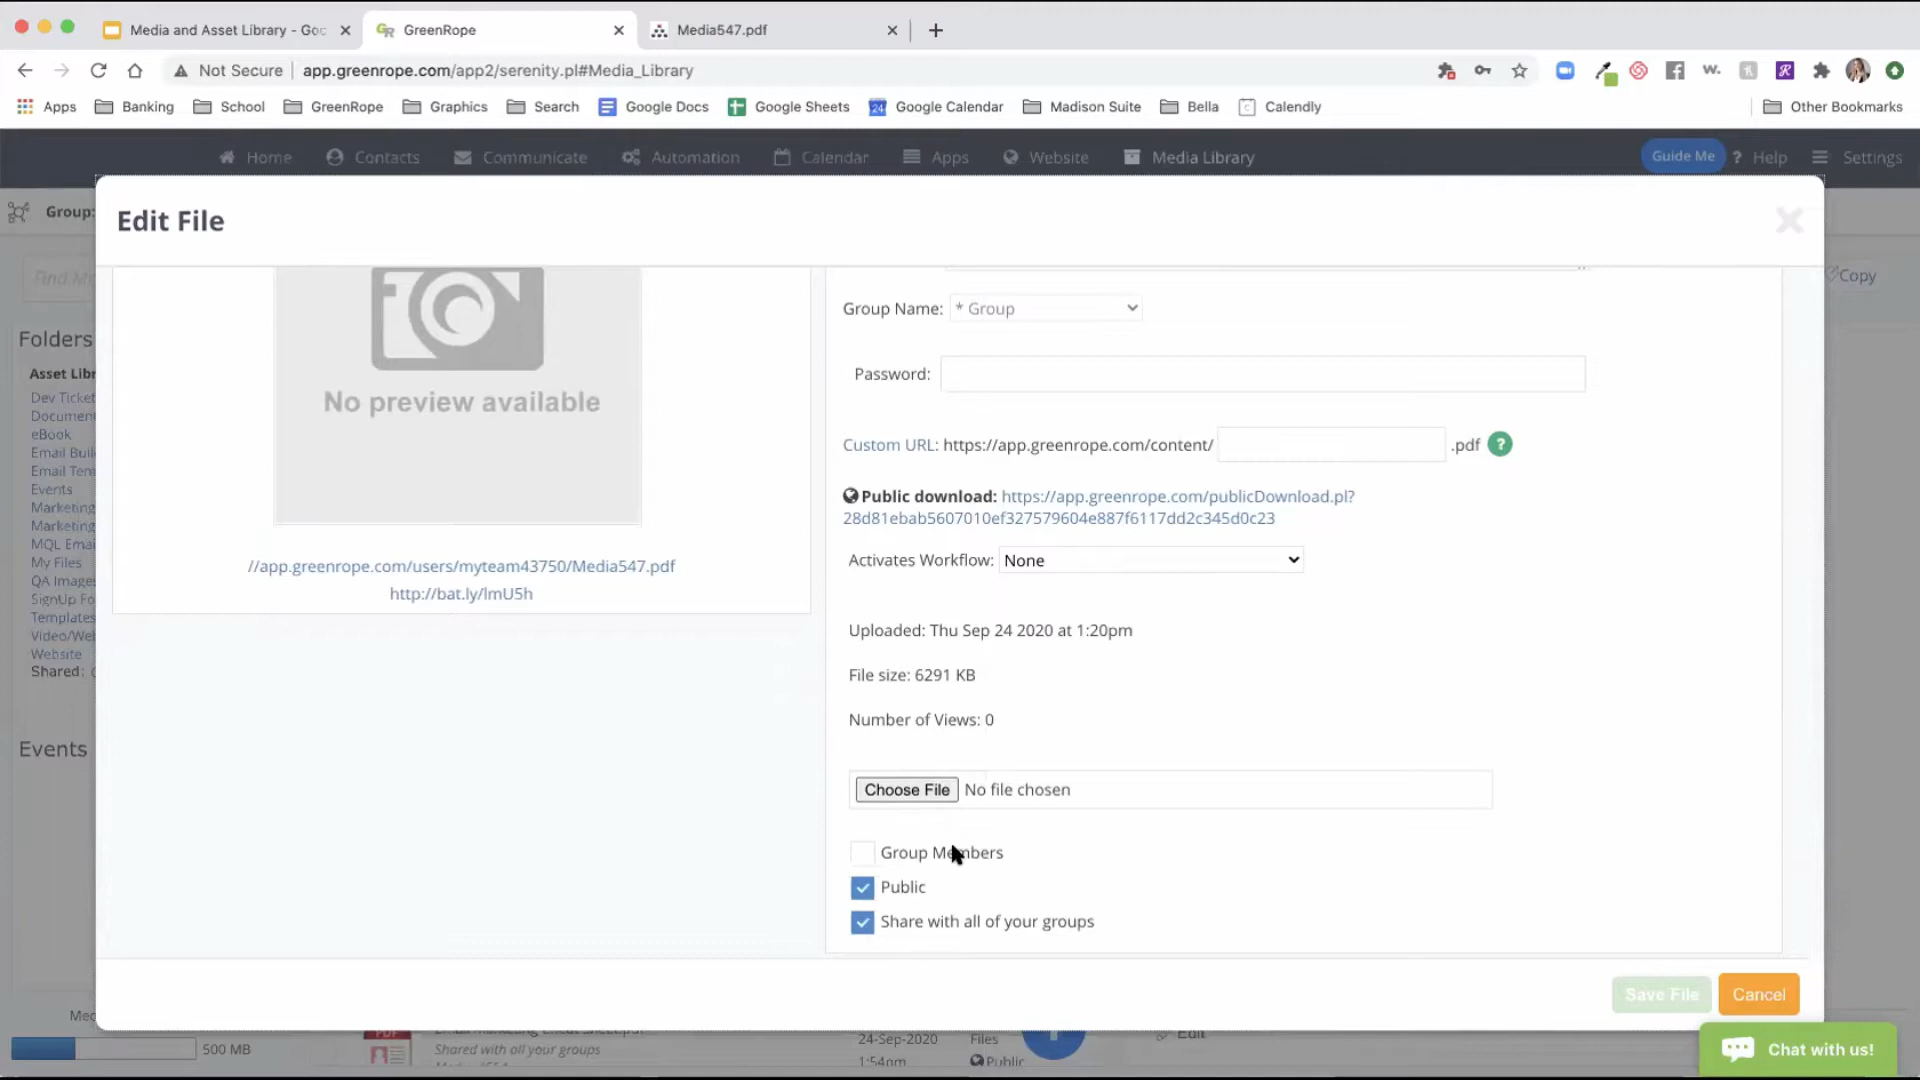 Media and Asset Library - Goo
GreenRope
Media547.pdf
Not Secure
app.greenrope.com/app2/serenity.pl#Media_Library
Apps
Banking
School
GreenRope
Graphics
Search
Google Docs
Google Sheets
24
Google Calendar
Madison Suite
Bella
Calendly
Other Bookmarks
Home
Contacts
Communicate
Automation
Calendar
Apps
Website
Media Library
Guide Me
? Help
Settings
Group:
Edit File
Find M
Copy
Group Name: * Group
Folders
No preview available
Password:
Asset Libr
Dev Ticket
Document
eBook
Email Buil
Email Tem
Events
Marketing
Marketing
MQL Emai
My Files
QA Images
SignUp Fo
Templates
Video/Web
Website
Shared:
Custom URL: https://app.greenrope.com/content/ .pdf ?
Public download: https://app.greenrope.com/publicDownload.pl?
28d81ebab5607010ef327579604e887f6117dd2c345d0c23
//app.greenrope.com/users/myteam43750/Media547.pdf
http://bat.ly/lmU5h
Activates Workflow: None
Uploaded: Thu Sep 24 2020 at 1:20pm
File size: 6291 KB
Number of Views: 0
Events
Choose File No file chosen
Group Members
Public
Share with all of your groups
Save File
Cancel
Med
500 MB
PDF
Shared with all your groups
24-Sep-2020
1:54pm
Files
Public
Edit
Chat with us!